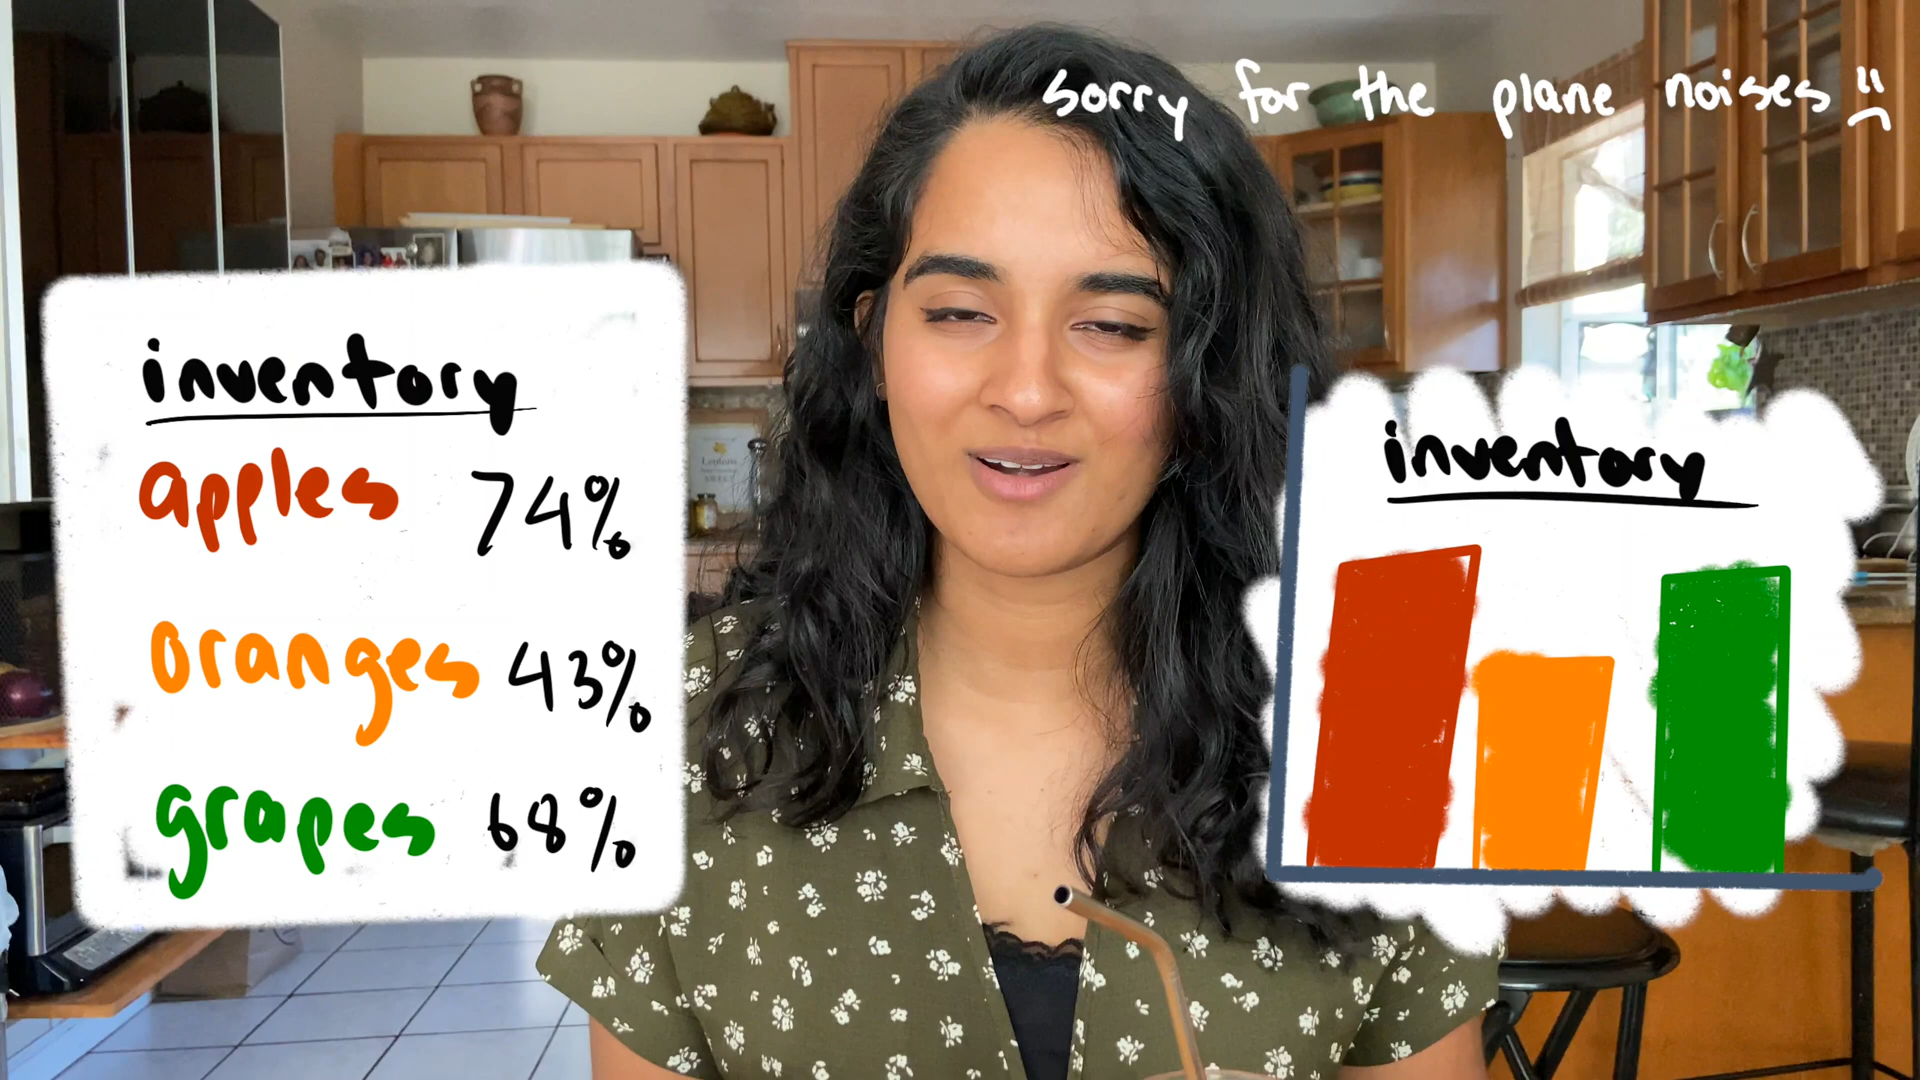 sorry for the plane noises :(
inventory
apples 74%
oranges 43%
grapes 68%
inventory